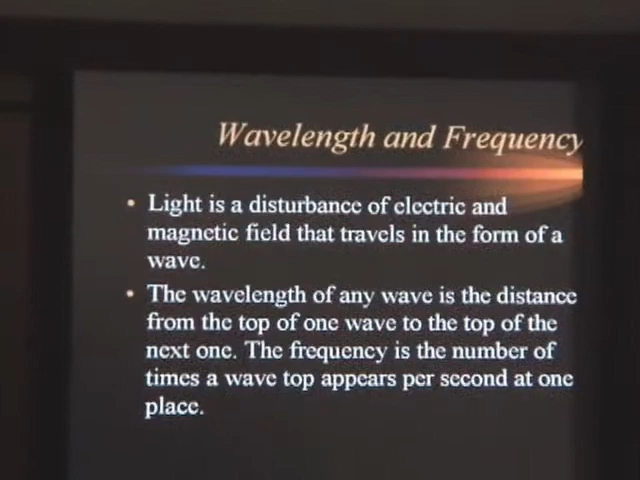 Wavelength and Frequency
• Light is a disturbance of electric and
magnetic field that travels in the form of a
wave.
• The wavelength of any wave is the distance
from the top of one wave to the top of the
next one. The frequency is the number of
times a wave top appears per second at one
place.